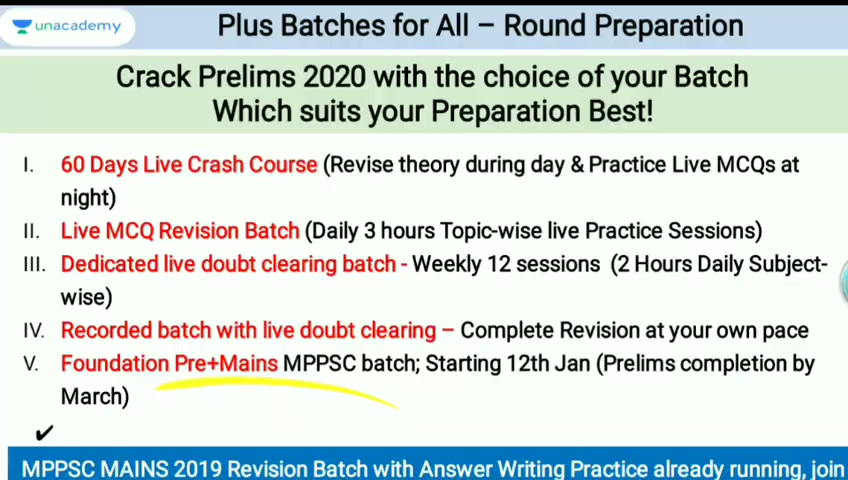 unacademy
Plus Batches for All – Round Preparation
Crack Prelims 2020 with the choice of your Batch
Which suits your Preparation Best!
I. 60 Days Live Crash Course (Revise theory during day & Practice Live MCQs at
night)
II. Live MCQ Revision Batch (Daily 3 hours Topic-wise live Practice Sessions)
III. Dedicated live doubt clearing batch - Weekly 12 sessions (2 Hours Daily Subject-
wise)
IV. Recorded batch with live doubt clearing – Complete Revision at your own pace
V. Foundation Pre+Mains MPPSC batch; Starting 12th Jan (Prelims completion by
March)
✔
MPPSC MAINS 2019 Revision Batch with Answer Writing Practice already running, join